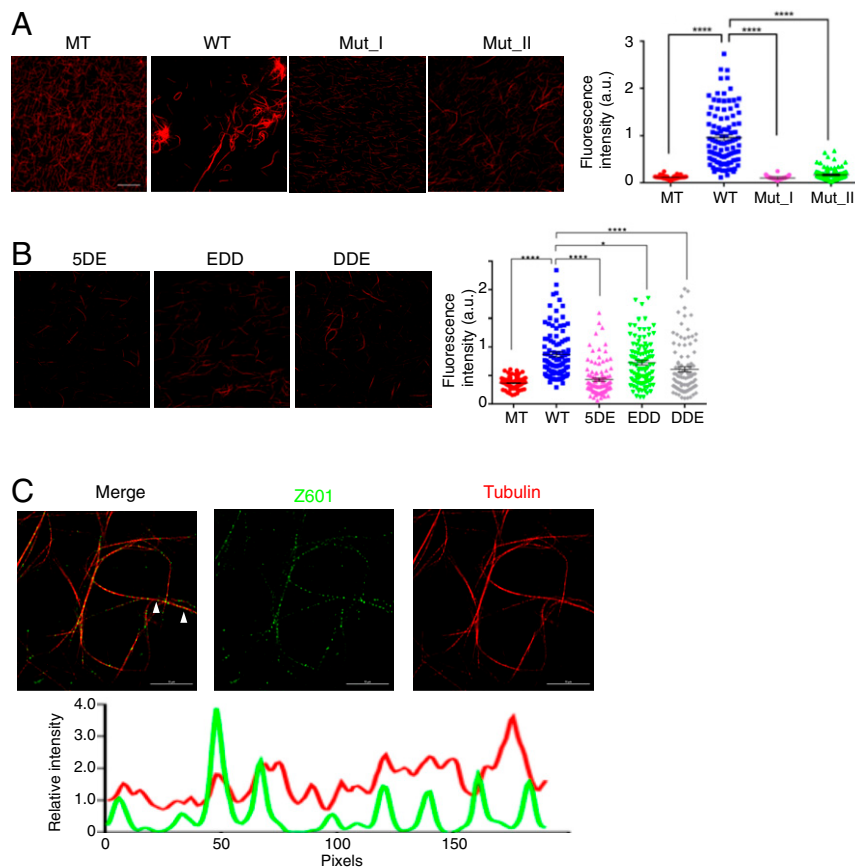 A
MT WT Mut_I Mut_II
**** **** ****
Fluorescence
intensity (a.u.)
3
2
1
0
MT WT Mut_I Mut_II
B
5DE EDD DDE
****
*
**** ****
Fluorescence
intensity (a.u.)
2
1
0
MT WT 5DE EDD DDE
C
Merge Z601 Tubulin
Relative intensity
4.0
3.0
2.0
1.0
0
50 100 150
Pixels